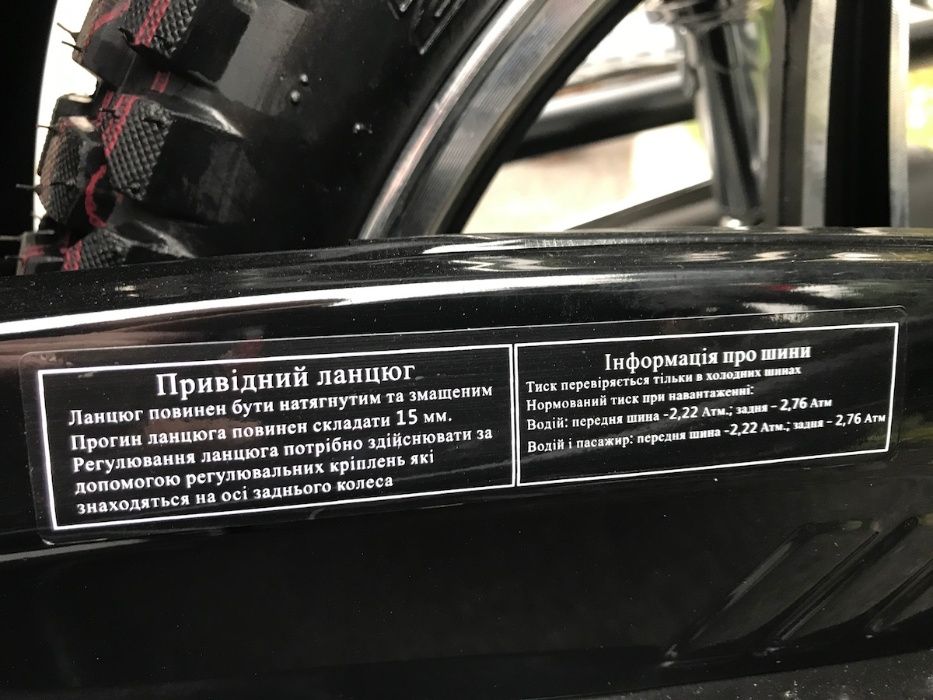 Привідний ланцюг
Ланцюг повинен бути натягнутим та змащеним
Прогин ланцюга повинен складати 15 мм.
Регулювання ланцюга потрібно здійснювати за
допомогою регулювальних кріплень які
знаходяться на осі заднього колеса
Інформація про шини
Тиск перевіряється тільки в холодних шинах
Нормований тиск при навантаженні:
Водій: передня шина -2,22 Атм.; задня – 2,76 Атм
Водій і пасажир: передня шина -2,22 Атм.; задня – 2,76 Атм